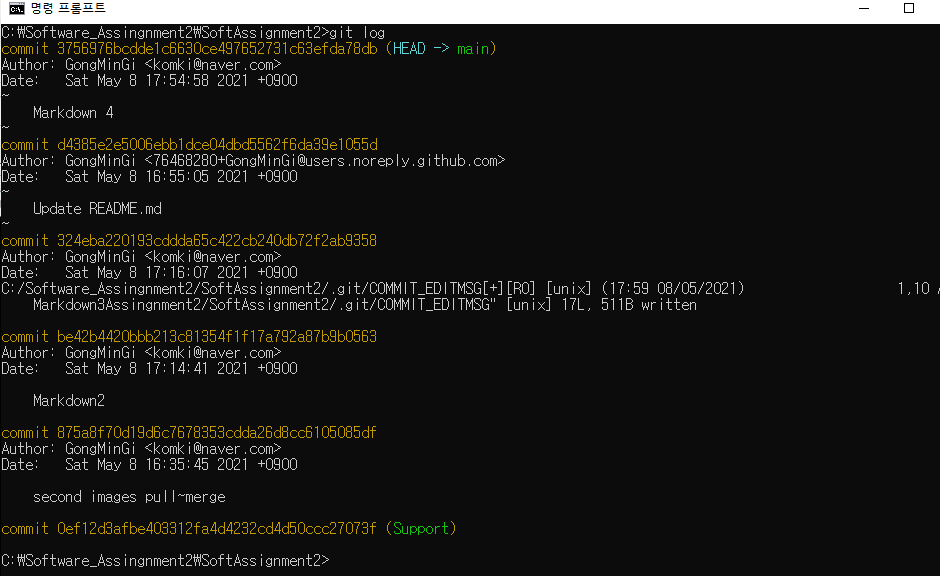 명령 프롬프트
C:\Software_Assingnment2\SoftAssignment2>git log
commit 3756976bcdde1c6630ce497652731c63efda78db (HEAD -> main)
Author: GongMinGi <komki@naver.com>
Date:   Sat May 8 17:54:58 2021 +0900
~
    Markdown 4
~
commit d4385e2e5006ebb1dce04dbd5562f6da39e1055d
Author: GongMinGi <76468280+GongMinGi@users.noreply.github.com>
Date:   Sat May 8 16:55:05 2021 +0900
~
    Update README.md
~
commit 324eba220193cddda65c422cb240db72f2ab9358
Author: GongMinGi <komki@naver.com>
Date:   Sat May 8 17:16:07 2021 +0900
C:/Software_Assingnment2/SoftAssignment2/.git/COMMIT_EDITMSG[+][RO] [unix] (17:59 08/05/2021)                   1,10 /
    Markdown3Assingnment2/SoftAssignment2/.git/COMMIT_EDITMSG" [unix] 17L, 511B written
commit be42b4420bbb213c81354f1f17a792a87b9b0563
Author: GongMinGi <komki@naver.com>
Date:   Sat May 8 17:14:41 2021 +0900
    Markdown2
commit 875a8f70d19d6c7678353cdda26d8cc6105085df
Author: GongMinGi <komki@naver.com>
Date:   Sat May 8 16:35:45 2021 +0900
    second images pull~merge
commit 0ef12d3afbe403312fa4d4232cd4d50ccc27073f (Support)
C:\Software_Assingnment2\SoftAssignment2>